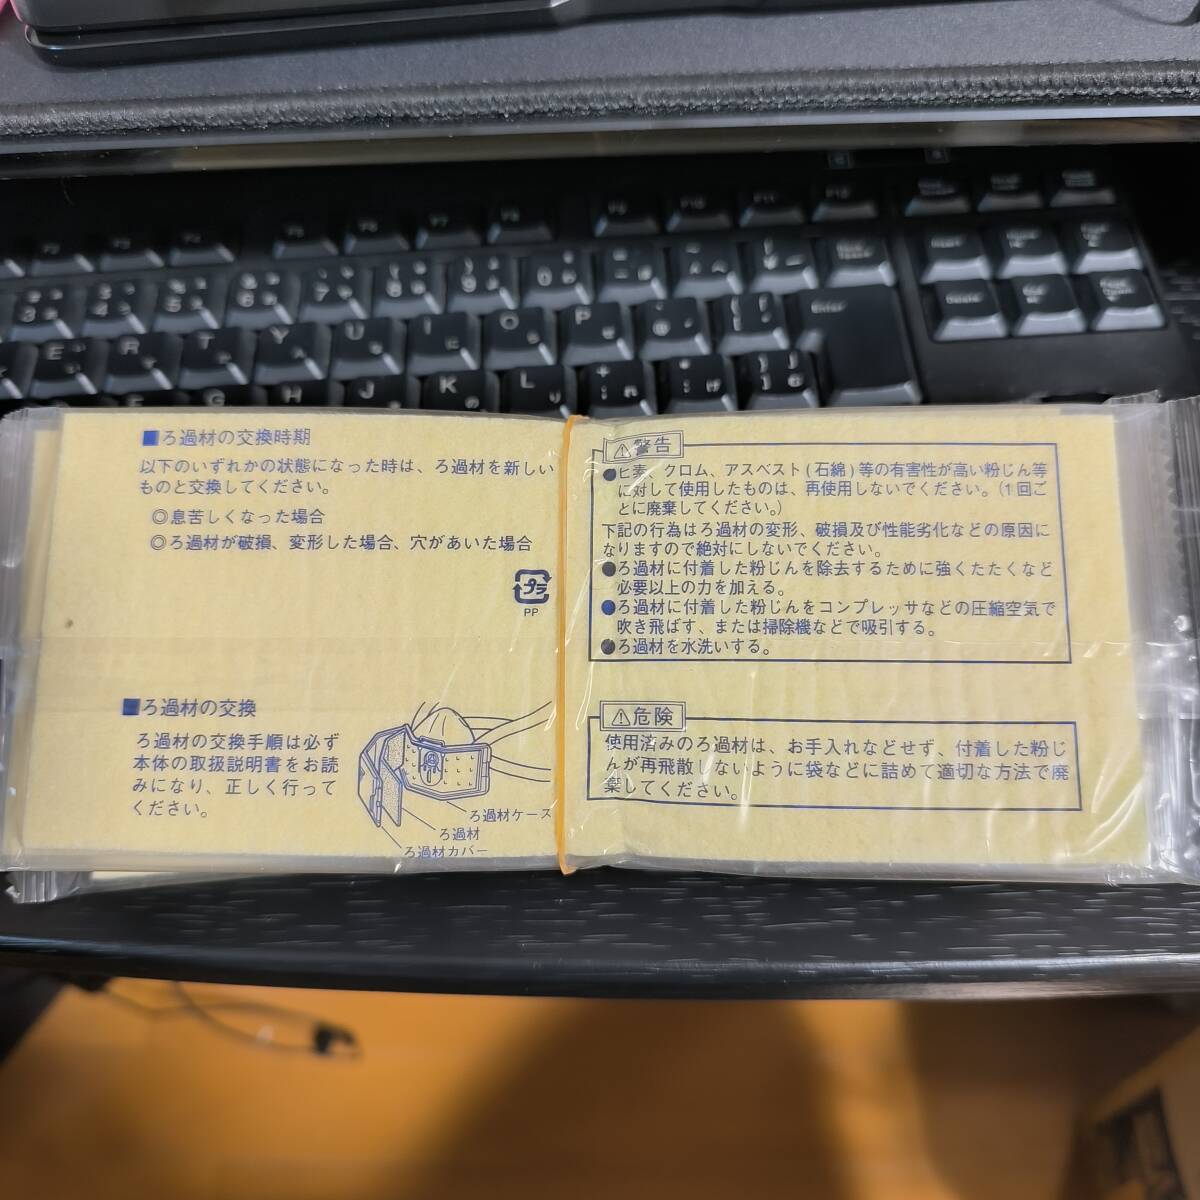 ■ろ過材の交換時期
以下のいずれかの状態になった時は、ろ過材を新しい
ものと交換してください。
◎息苦しくなった場合
◎ろ過材が破損、変形した場合、穴があいた場合
プラ
PP
■ろ過材の交換
ろ過材の交換手順は必ず
本体の取扱説明書をお読
みになり、正しく行って
ください。
ろ過材ケース
ろ過材
ろ過材カバー
⚠警告
●ヒ素、クロム、アスベスト(石綿)等の有害性が高い粉じん等
に対して使用したものは、再使用しないでください。(1回ご
とに廃棄してください。)
下記の行為はろ過材の変形、破損及び性能劣化などの原因に
なりますので絶対にしないでください。
●ろ過材に付着した粉じんを除去するために強くたたくなど
必要以上の力を加える。
●ろ過材に付着した粉じんをコンプレッサなどの圧縮空気で
吹き飛ばす、または掃除機などで吸引する。
●ろ過材を水洗いする。
⚠危険
使用済みのろ過材は、お手入れなどせず、付着した粉じ
んが再飛散しないように袋などに詰めて適切な方法で廃
棄してください。
E R T Y U I O P
G H J K L
Enter
Delete